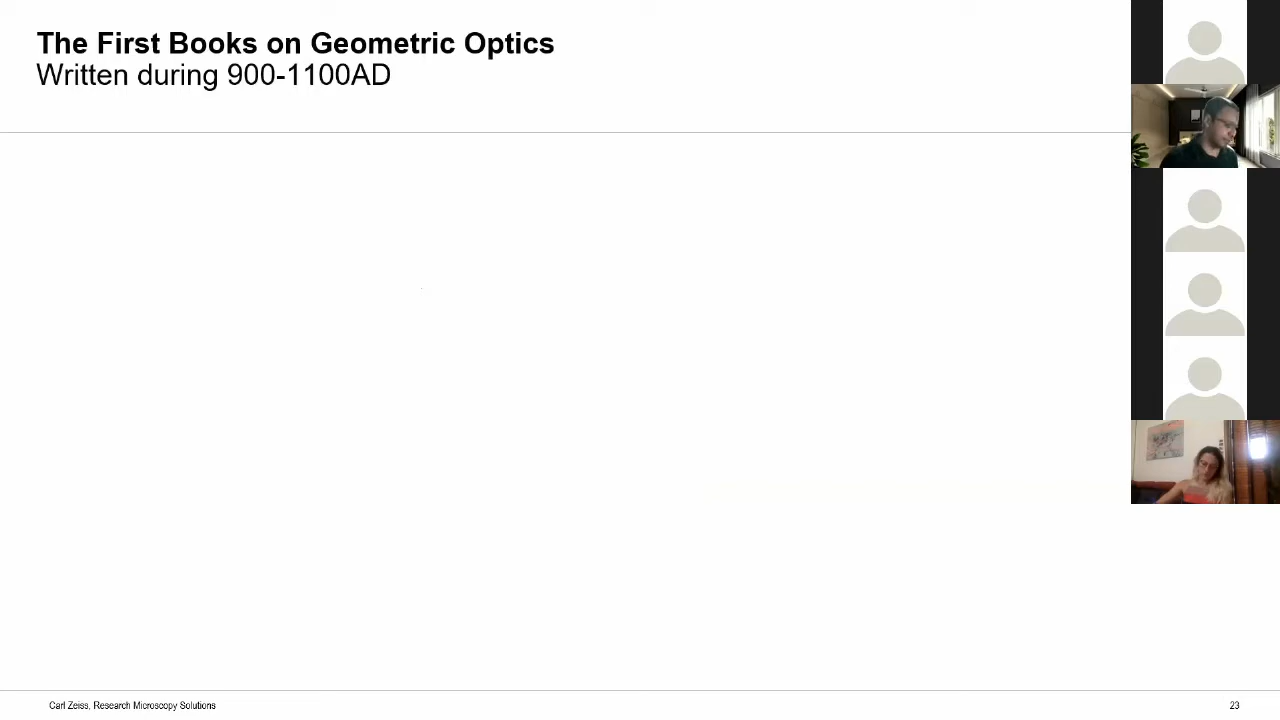 The First Books on Geometric Optics
Written during 900-1100AD
Carl Zeiss, Research Microscopy Solutions
23